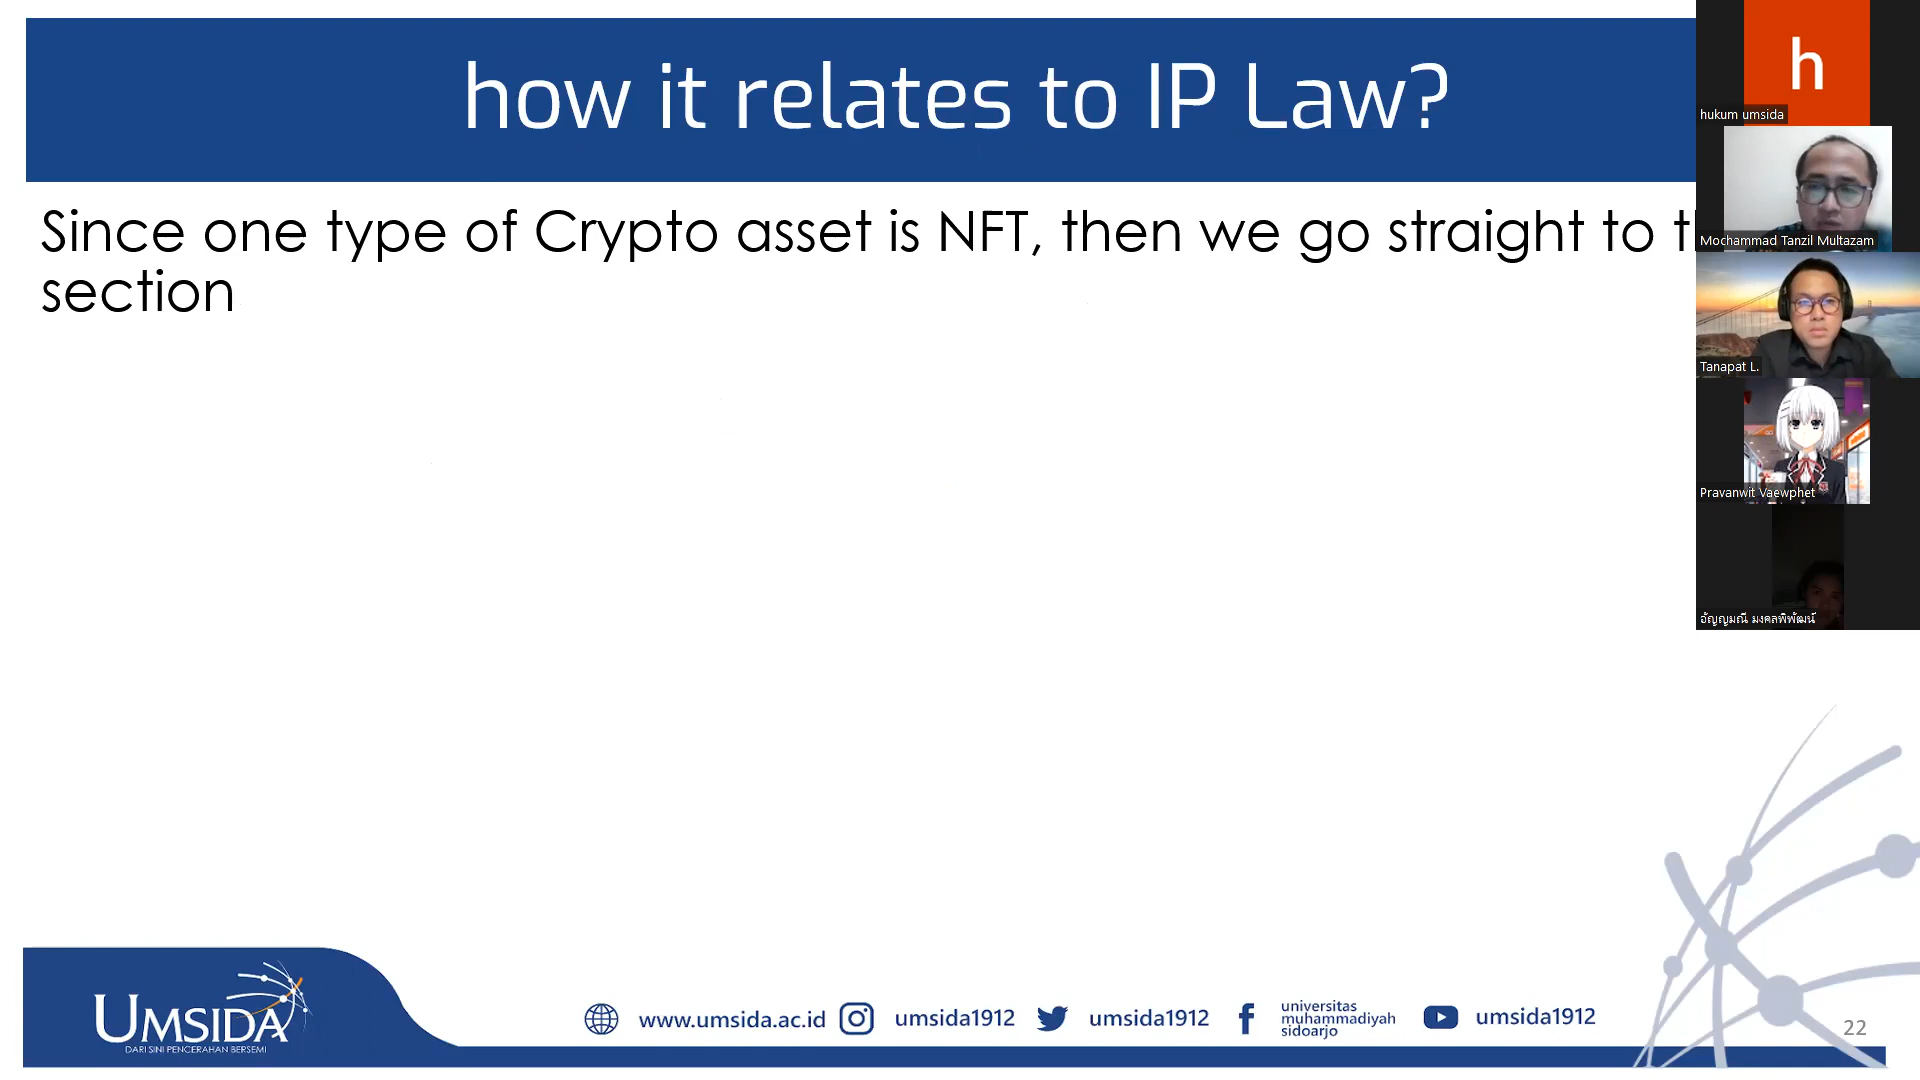 how it relates to IP Law?
Since one type of Crypto asset is NFT, then we go straight to
section
h
hukum umsida
Mochammad Tanzil Multazam
Tanapat L.
Pravanwit Vaewphet
อัญญมณี มงคลพิพัฒน์
UMSIDA
DARI SINI PENCERAHAN BERSEMI
www.umsida.ac.id
umsida1912
umsida1912
universitas
muhammadiyah
sidoarjo
umsida1912
22